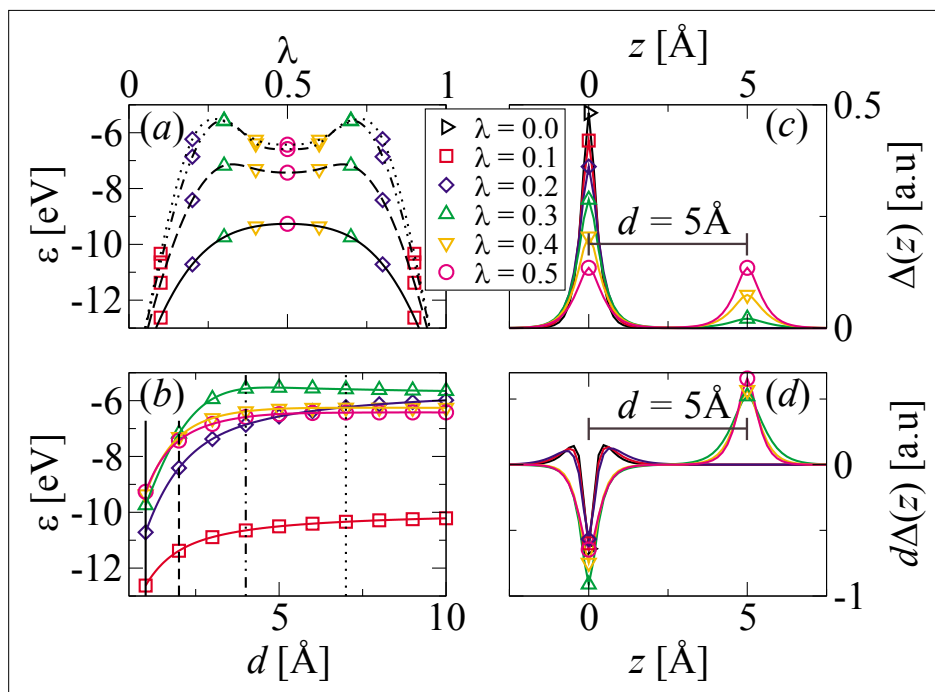 λ
0 0.5 1
z [Å]
0 5
(a)
-6
-8
-10
-12
ε [eV]
λ = 0.0
λ = 0.1
λ = 0.2
λ = 0.3
λ = 0.4
λ = 0.5
(c)
d = 5Å
0.5
0
Δ(z) [a.u]
(b)
-6
-8
-10
-12
ε [eV]
5 10
d [Å]
(d)
d = 5Å
0
-1
dΔ(z) [a.u]
0 5
z [Å]